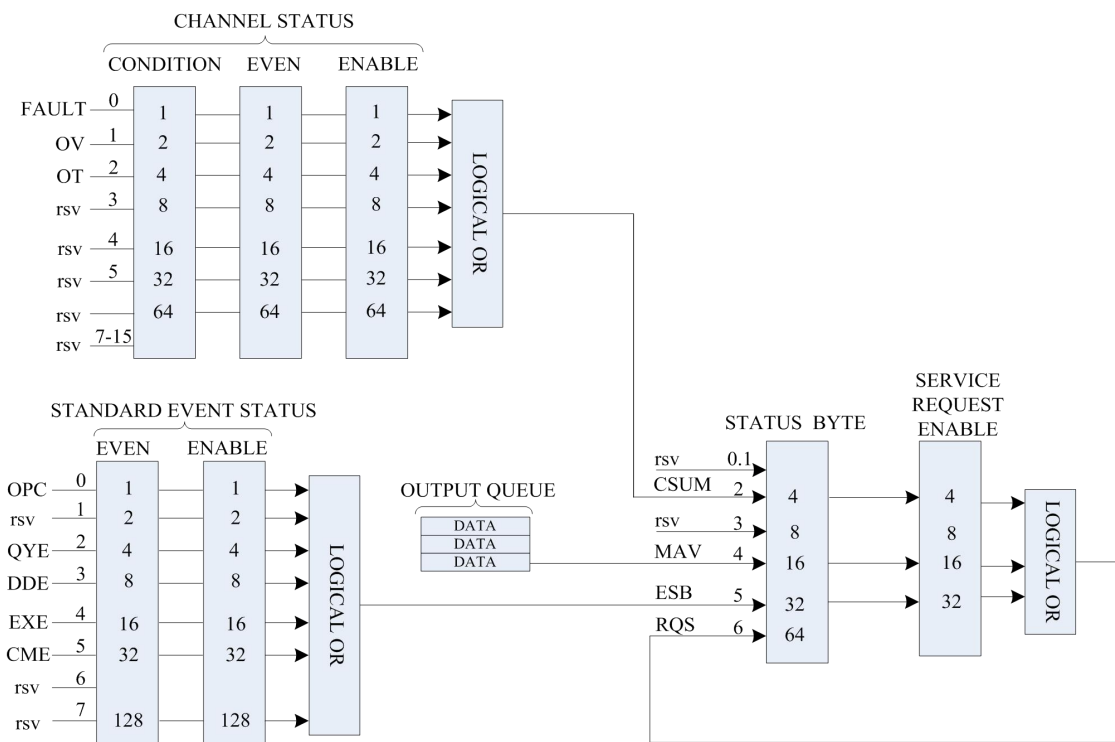 CHANNEL STATUS
CONDITION EVEN ENABLE
FAULT 0 1 1 1
OV 1 2 2 2
OT 2 4 4 4
rsv 3 8 8 8
rsv 4 16 16 16
rsv 5 32 32 32
rsv 64 64 64
rsv 7-15
LOGICAL OR
STANDARD EVENT STATUS
EVEN ENABLE
OPC 0 1 1
rsv 1 2 2
QYE 2 4 4
DDE 3 8 8
EXE 4 16 16
CME 5 32 32
rsv 6
rsv 7 128 128
LOGICAL OR
OUTPUT QUEUE
DATA
DATA
DATA
STATUS BYTE
rsv 0.1
CSUM 2 4
rsv 3 8
MAV 4 16
ESB 5 32
RQS 6 64
SERVICE
REQUEST
ENABLE
4
8
16
32
LOGICAL OR